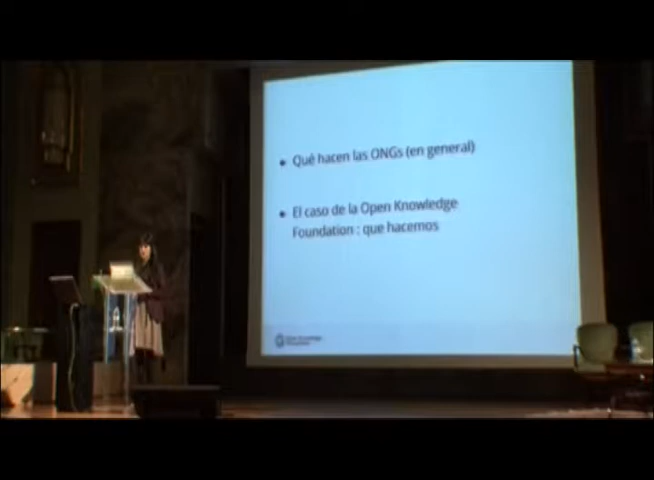 • Qué hacen las ONGs (en general)
• El caso de la Open Knowledge
Foundation : que hacemos